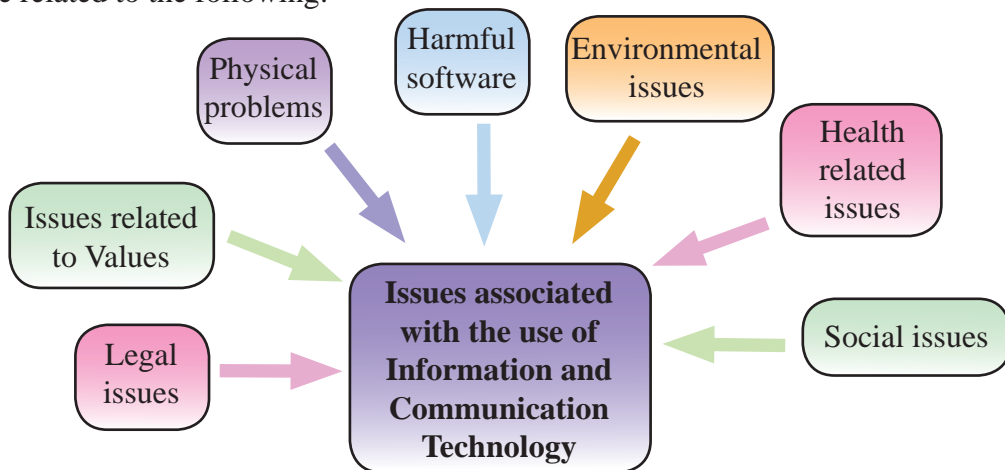 e related to the following.
Physical
problems
Harmful
software
Environmental
issues
Health
related
issues
Issues related
to Values
Legal
issues
Social issues
Issues associated
with the use of
Information and
Communication
Technology